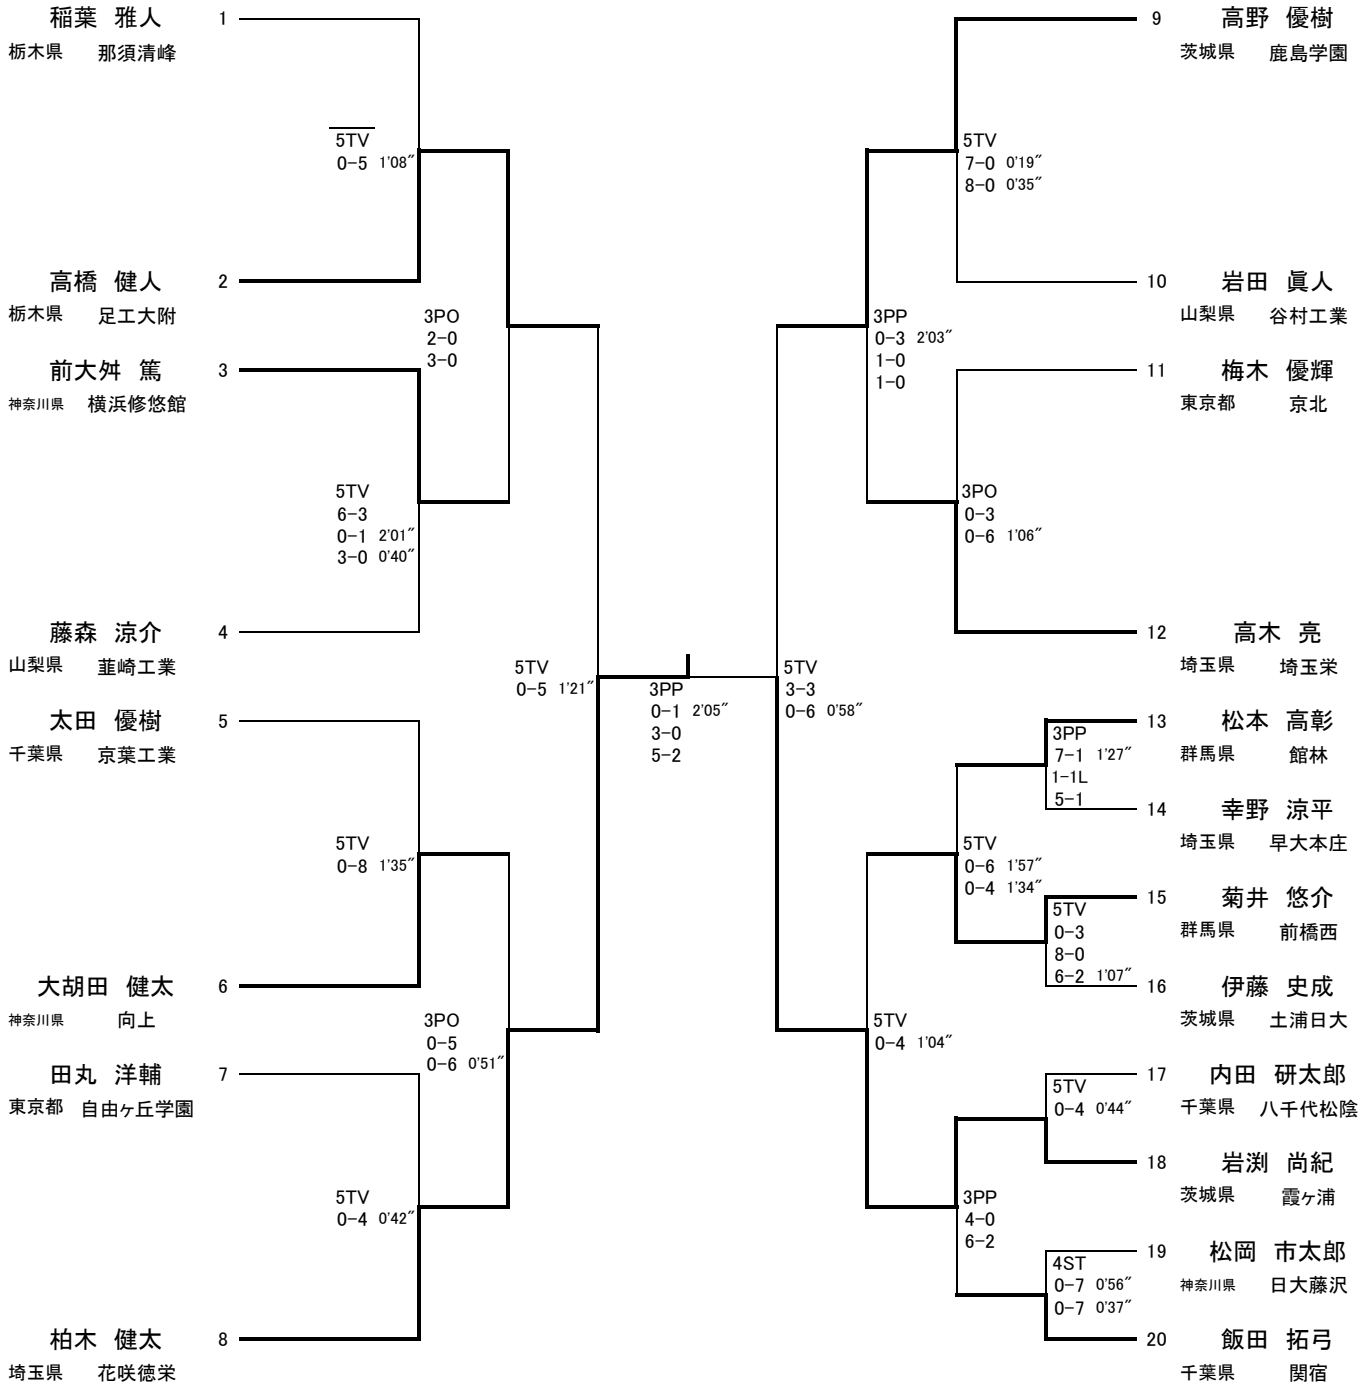 稲葉 雅人 1
栃木県 那須清峰
5TV
0-5 1'08"
高橋 健人 2
栃木県 足工大附
3PO
2-0
3-0
前大舛 篤 3
神奈川県 横浜修悠館
5TV
6-3
0-1 2'01"
3-0 0'40"
藤森 涼介 4
山梨県 韮崎工業
5TV
0-5 1'21"
太田 優樹 5
千葉県 京葉工業
5TV
0-8 1'35"
大胡田 健太 6
神奈川県 向上
3PO
0-5
0-6 0'51"
田丸 洋輔 7
東京都 自由ヶ丘学園
5TV
0-4 0'42"
柏木 健太 8
埼玉県 花咲徳栄
3PP
0-1 2'05"
3-0
5-2
9 高野 優樹
茨城県 鹿島学園
5TV
7-0 0'19"
8-0 0'35"
10 岩田 眞人
山梨県 谷村工業
3PP
0-3 2'03"
1-0
1-0
11 梅木 優輝
東京都 京北
3PO
0-3
0-6 1'06"
12 高木 亮
埼玉県 埼玉栄
5TV
3-3
0-6 0'58"
13 松本 高彰
群馬県 館林
3PP
7-1 1'27"
1-1L
5-1
14 幸野 涼平
埼玉県 早大本庄
5TV
0-6 1'57"
0-4 1'34"
15 菊井 悠介
群馬県 前橋西
5TV
0-3
8-0
6-2 1'07"
16 伊藤 史成
茨城県 土浦日大
5TV
0-4 1'04"
17 内田 研太郎
千葉県 八千代松陰
5TV
0-4 0'44"
18 岩渕 尚紀
茨城県 霞ヶ浦
3PP
4-0
6-2
19 松岡 市太郎
神奈川県 日大藤沢
4ST
0-7 0'56"
0-7 0'37"
20 飯田 拓弓
千葉県 関宿